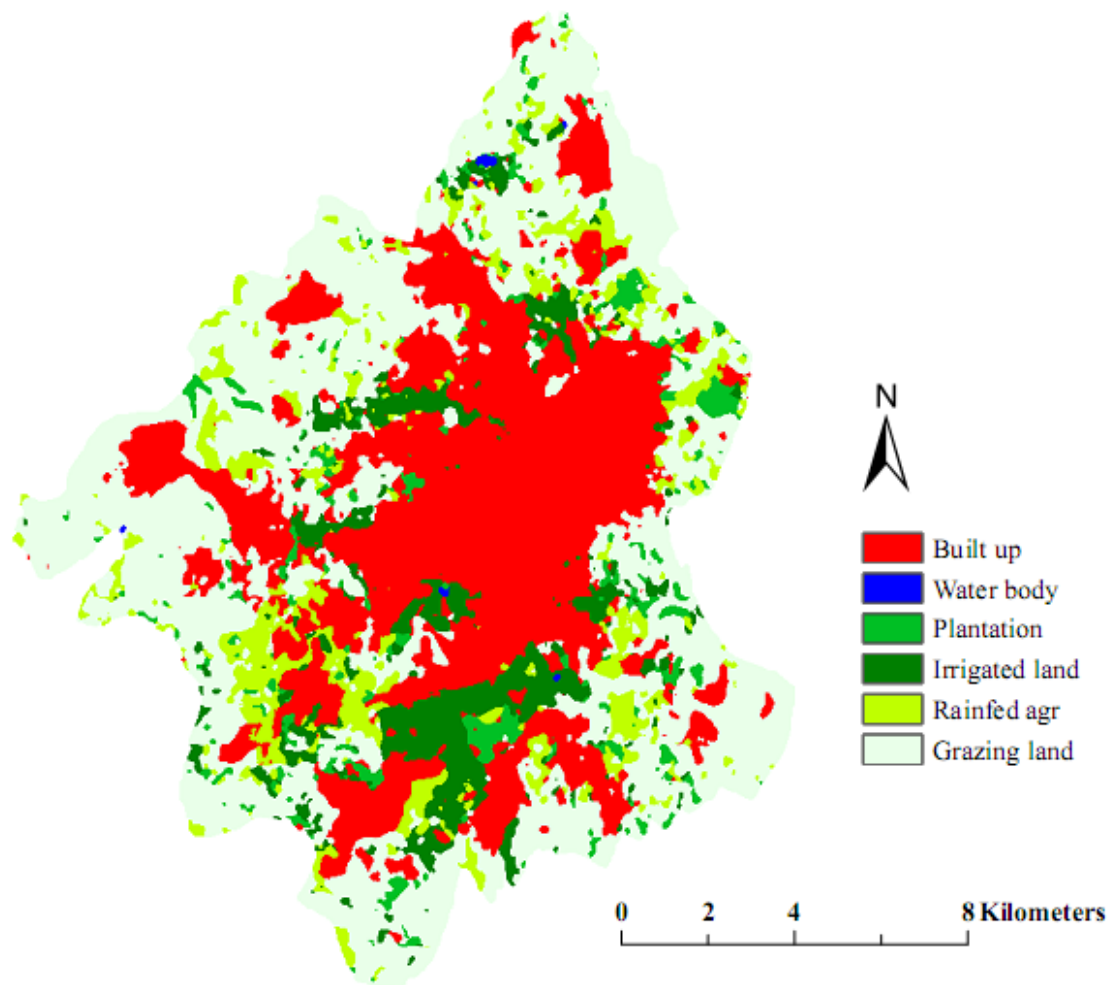 N
Built up
Water body
Plantation
Irrigated land
Rainfed agr
Grazing land
0 2 4 8 Kilometers